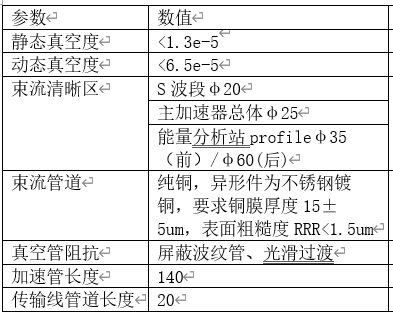 参数 数值
静态真空度 <1.3e-5
动态真空度 <6.5e-5
束流清晰区 S 波段φ20
主加速器总体φ25
能量分析站 profileφ35
（前）/φ60(后)
束流管道 纯铜，异形件为不锈钢镀
铜，要求铜膜厚度 15±
5um，表面粗糙度 RRR<1.5um
真空管阻抗 屏蔽波纹管、光滑过渡
加速管长度 140
传输线管道长度 20